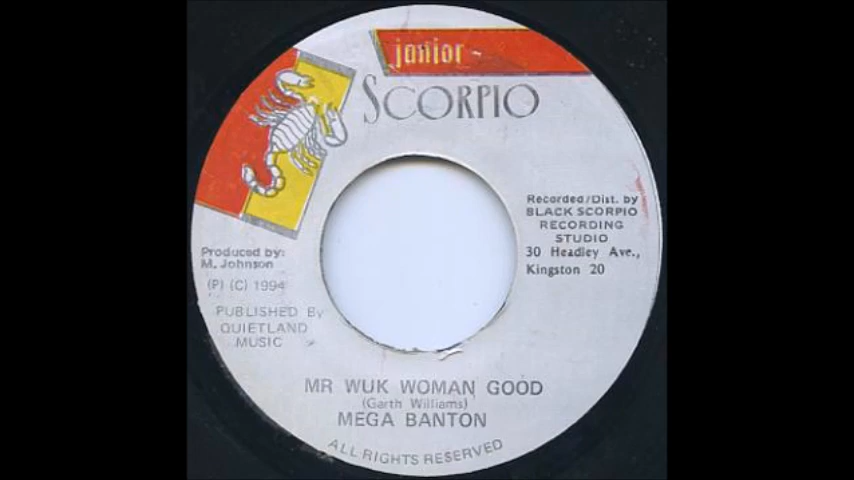 junior
SCORPIO
Recorded/Dist. by
BLACK SCORPIO
RECORDING
STUDIO
30 Headley Ave.,
Kingston 20
Produced by:
M. Johnson
(P) (C) 1994
PUBLISHED By
QUIETLAND
MUSIC
MR WUK WOMAN GOOD
(Garth Williams)
MEGA BANTON
ALL RIGHTS RESERVED